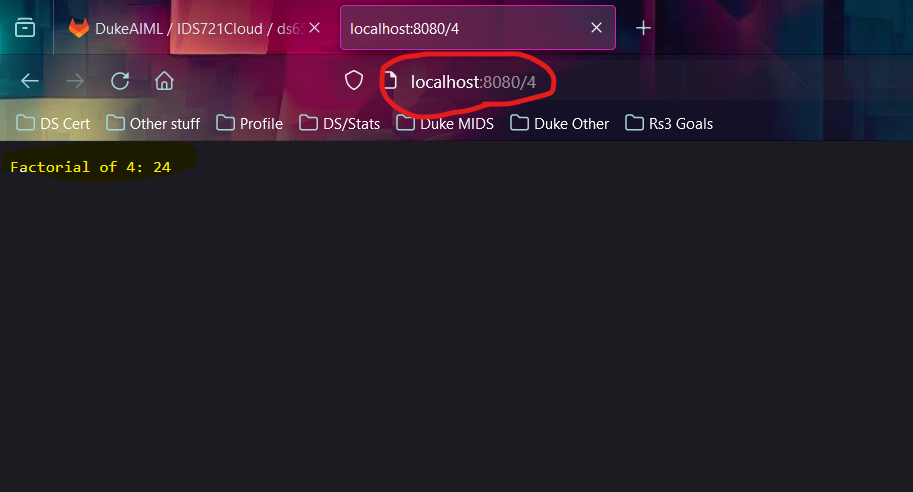 DukeAIML / IDS721Cloud / ds65 localhost:8080/4
localhost:8080/4
DS Cert Other stuff Profile DS/Stats Duke MIDS Duke Other Rs3 Goals
Factorial of 4: 24